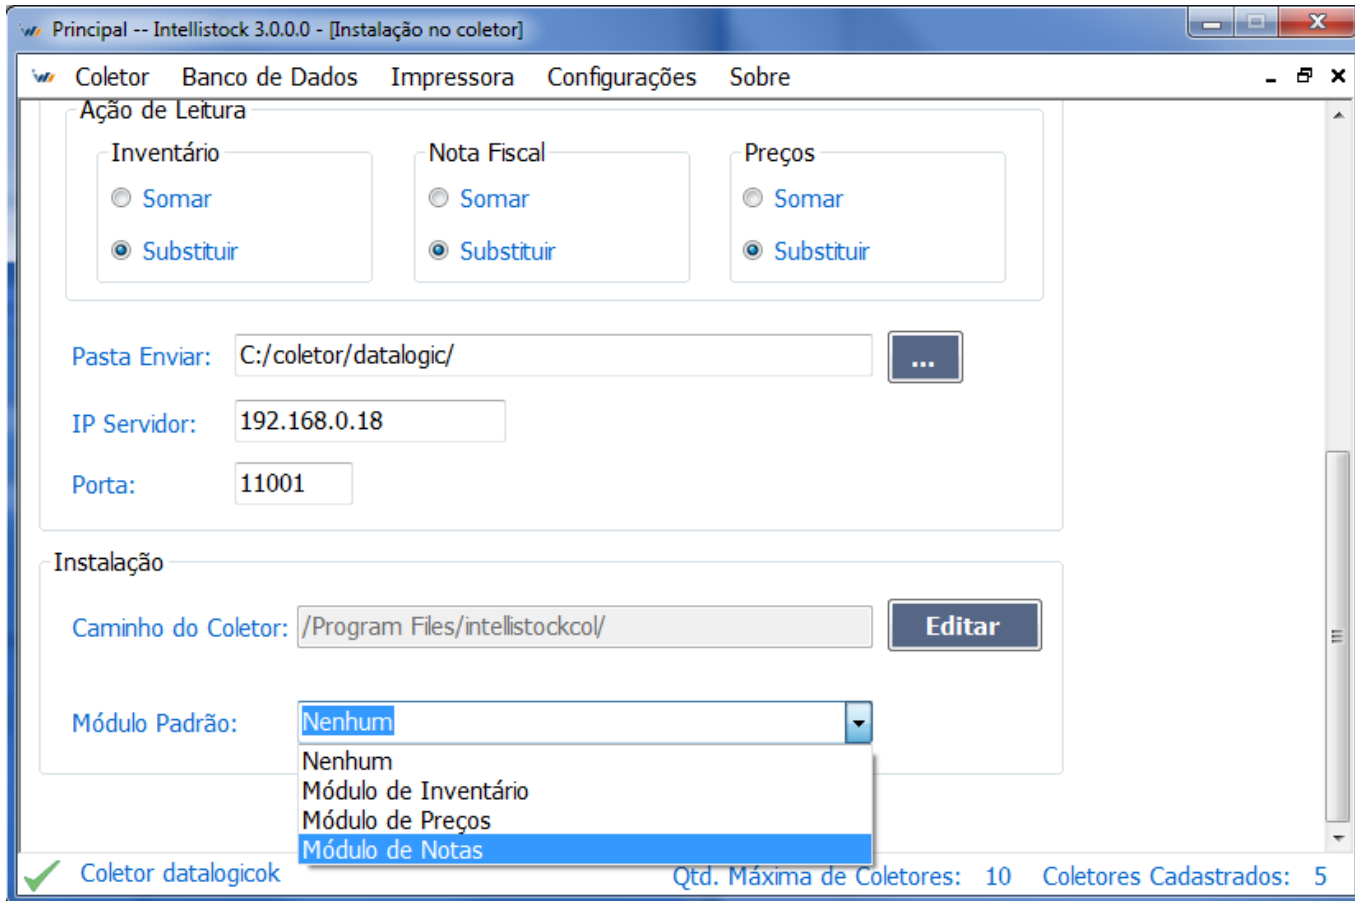 Principal -- Intellistock 3.0.0.0 - [Instalação no coletor]
Coletor Banco de Dados Impressora Configurações Sobre
Ação de Leitura
Inventário Nota Fiscal Preços
Somar Somar Somar
Substituir Substituir Substituir
Pasta Enviar: C:/coletor/datalogic/ ...
IP Servidor: 192.168.0.18
Porta: 11001
Instalação
Caminho do Coletor: /Program Files/intellistockcol/ Editar
Módulo Padrão: Nenhum
Nenhum
Módulo de Inventário
Módulo de Preços
Módulo de Notas
Coletor datalogicok Qtd. Máxima de Coletores: 10 Coletores Cadastrados: 5